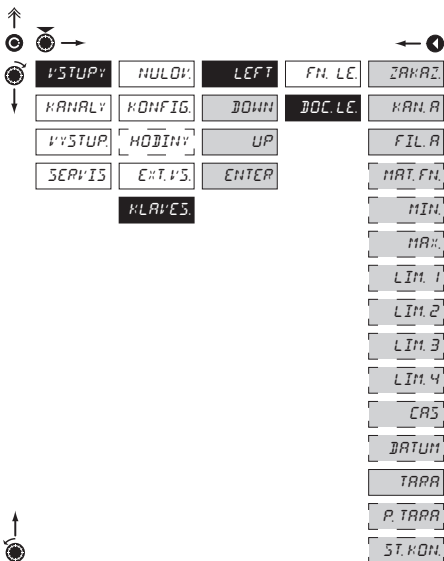 VSTUPY NULOV. LEFT FN. LE. ZAKAZ.
KANALY KONFIG. DOWN DOC. LE. KAN. A
VYSTUP. HODINY UP FIL. A
SERVIS EXT. VS. ENTER MAT. FN.
KLAVES. MIN.
MAX.
LIM. 1
LIM. 2
LIM. 3
LIM. 4
CAS
DATUM
TARA
P. TARA
ST. KON.